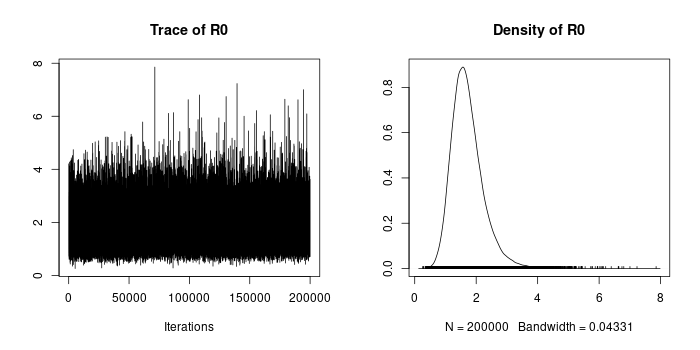 Trace of R0
8
6
4
2
0
0 50000 100000 150000 200000
Iterations
Density of R0
0.8
0.6
0.4
0.2
0.0
0 2 4 6 8
N = 200000 Bandwidth = 0.04331